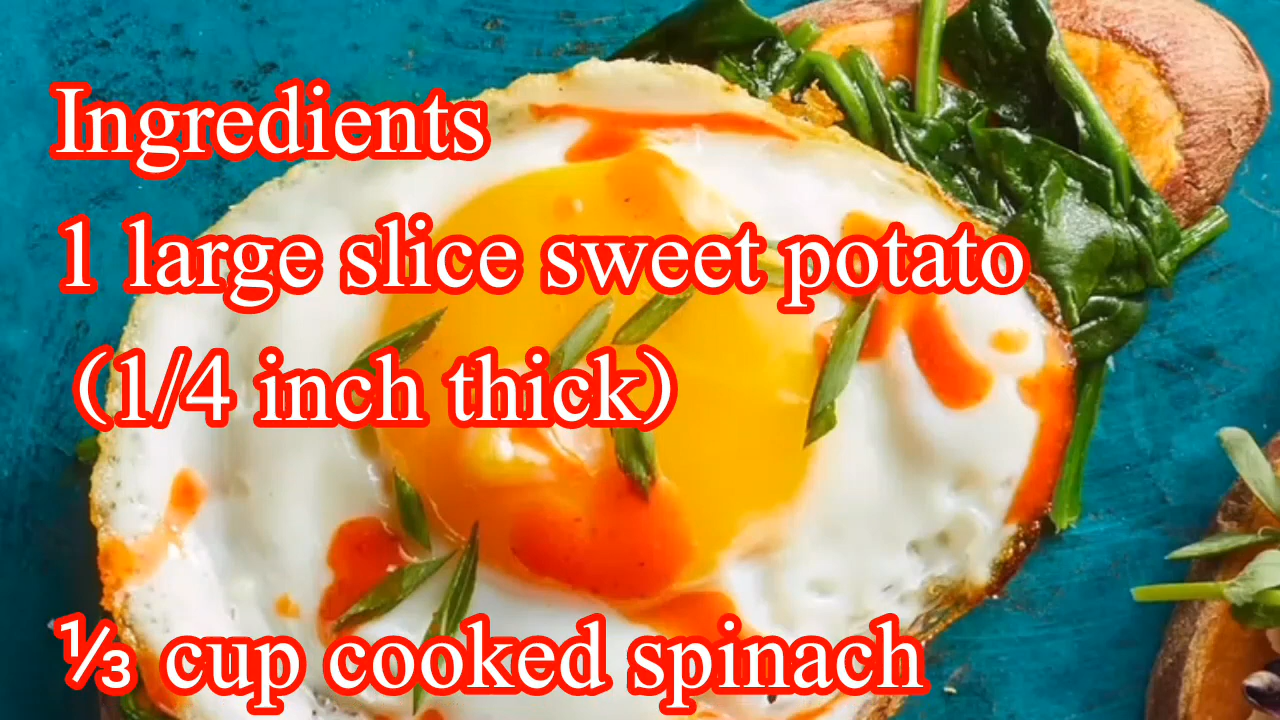 Ingredients
1 large slice sweet potato
（1/4 inch thick）
⅓ cup cooked spinach